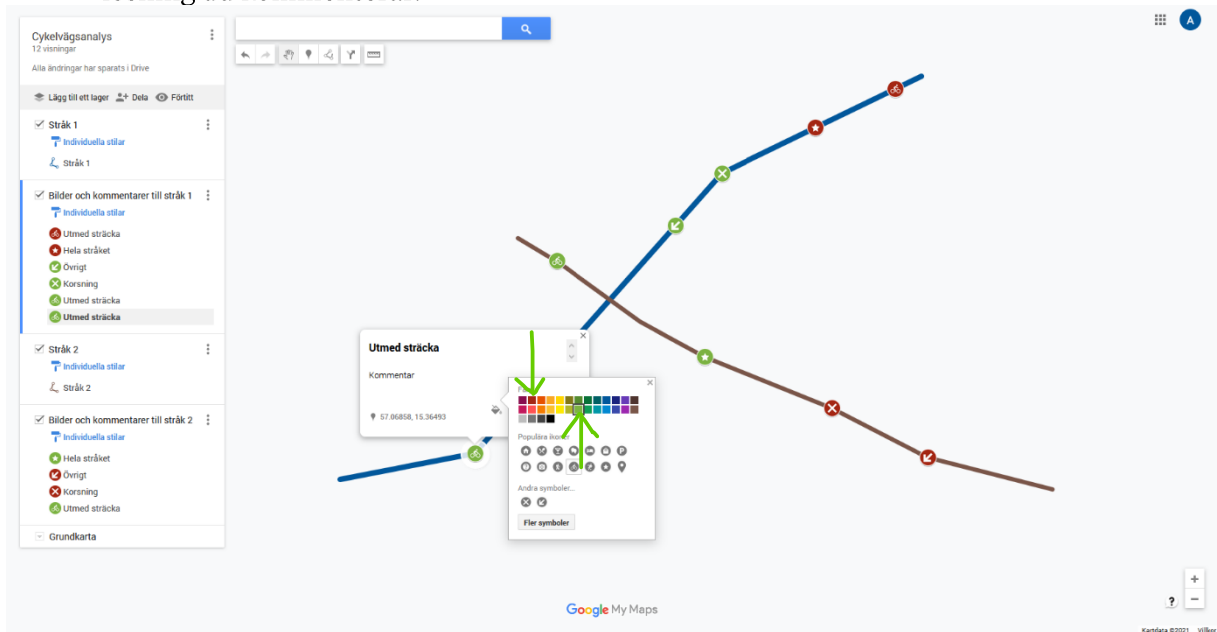 Cykelvägsanalys
12 visningar
Alla ändringar har sparats i Drive
Lägg till ett lager Dela Förtitt
Stråk 1
Individuella stilar
Stråk 1
Bilder och kommentarer till stråk 1
Individuella stilar
Utmed sträcka
Hela stråket
Övrigt
Korsning
Utmed sträcka
Utmed sträcka
Stråk 2
Individuella stilar
Stråk 2
Bilder och kommentarer till stråk 2
Individuella stilar
Hela stråket
Övrigt
Korsning
Utmed sträcka
Grundkarta
A
Utmed sträcka
Kommentar
57.06858, 15.36493
Populära ikoner
Andra symboler...
Fler symboler
Google My Maps
+
?
−
Kartdata ©2021